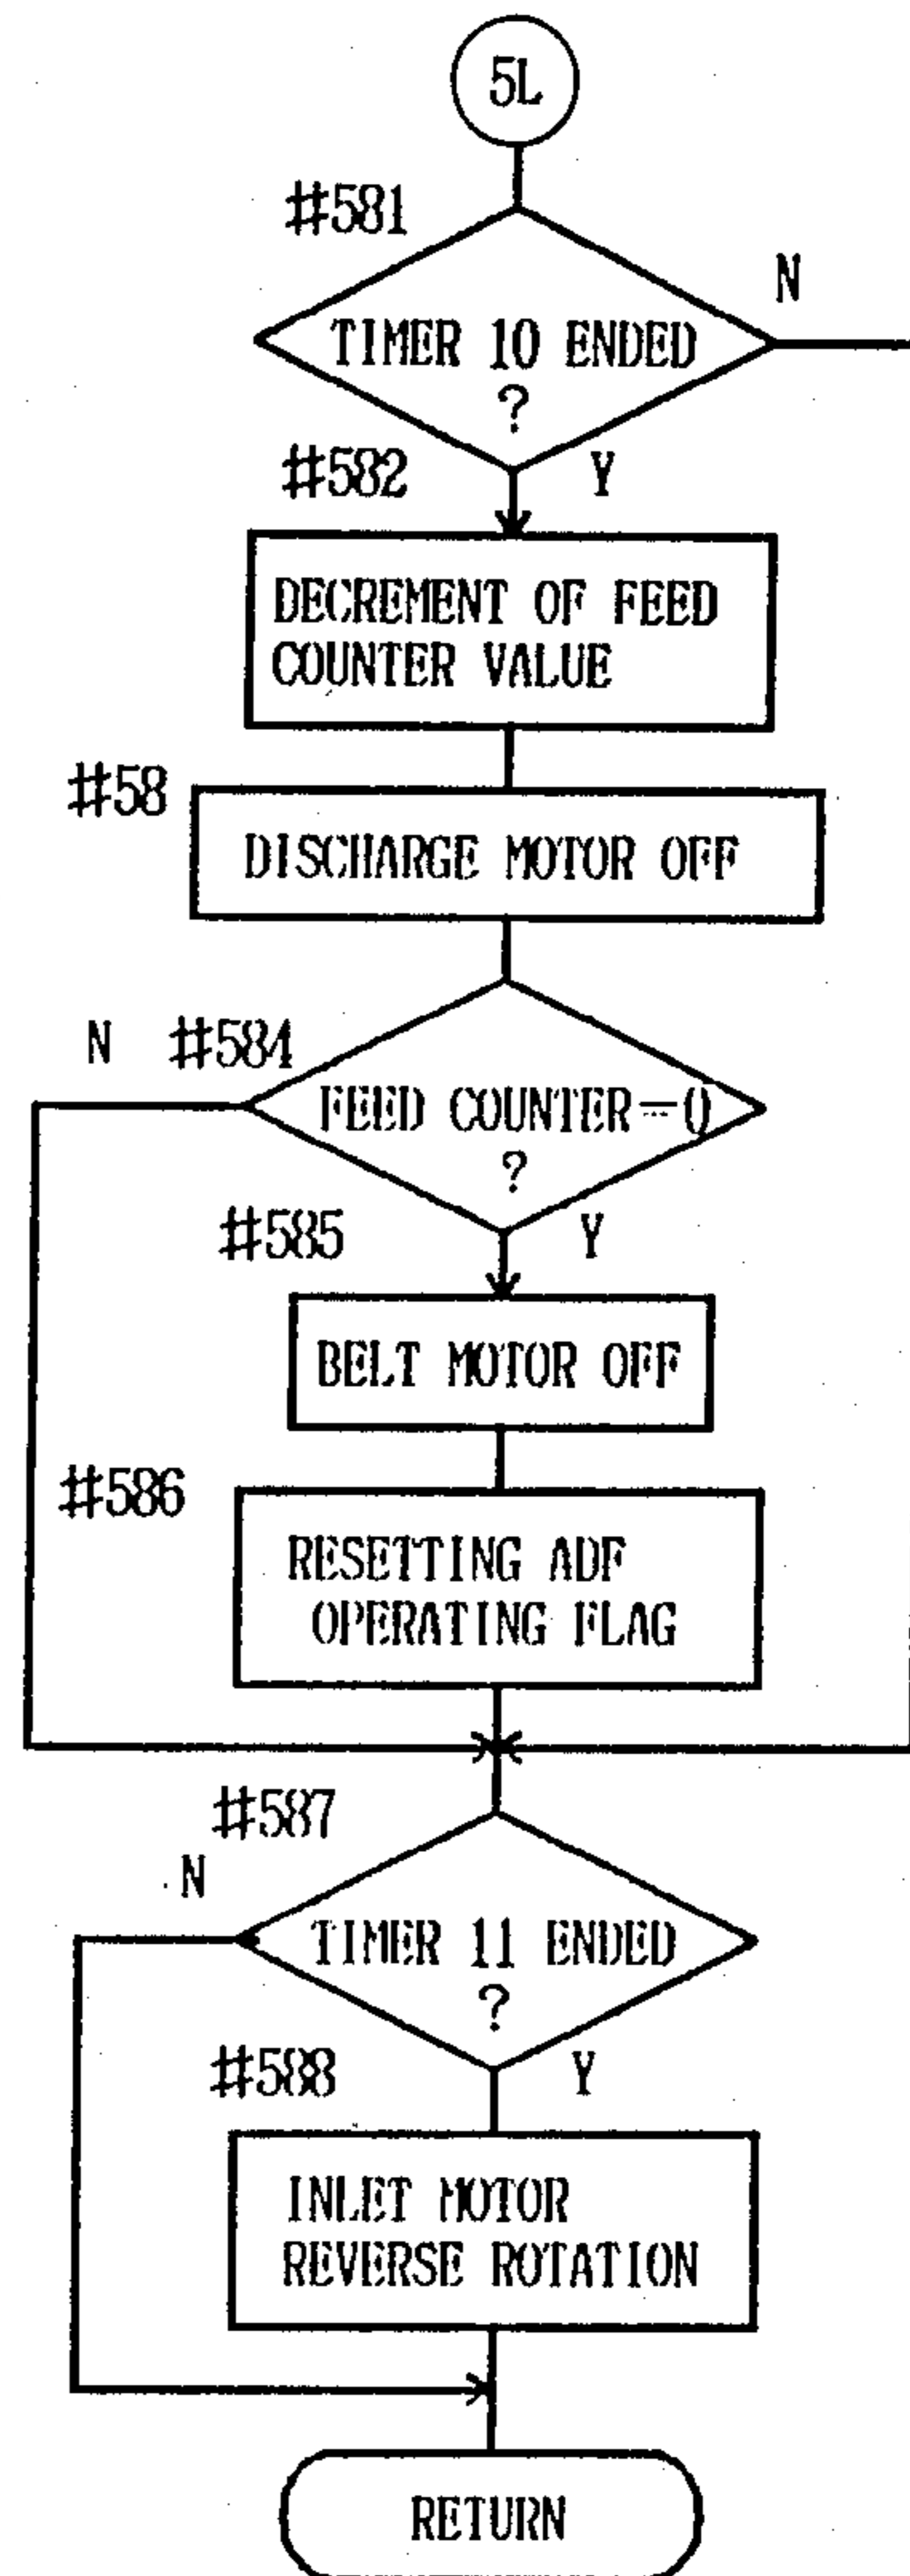 5L
#581
N
TIMER 10 ENDED
?
#582
Y
DECREMENT OF FEED
COUNTER VALUE
#58
DISCHARGE MOTOR OFF
N
#584
FEED COUNTER=0
?
#585
Y
BELT MOTOR OFF
#586
RESETTING ADF
OPERATING FLAG
#587
N
TIMER 11 ENDED
?
#588
Y
INLET MOTOR
REVERSE ROTATION
RETURN